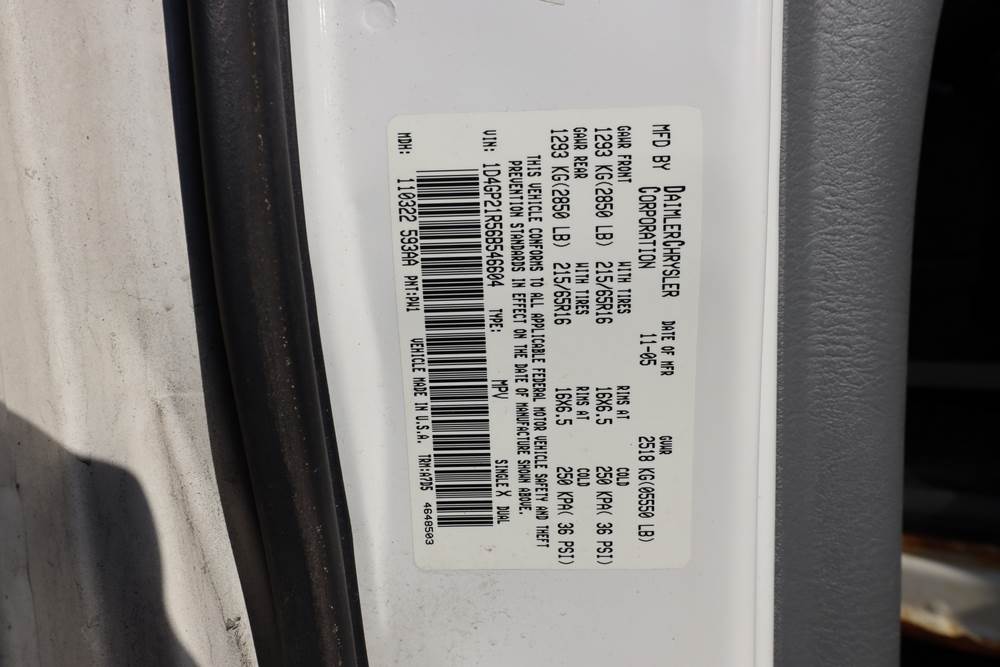 MFD BY DAIMLERCHRYSLER CORPORATION DATE OF MFR 11-05 GVWR 2518 KG(05550 LB)
GAWR FRONT WITH TIRES RIMS AT COLD
1293 KG(2850 LB) 215/65R16 16X6.5 250 KPA( 36 PSI)
GAWR REAR WITH TIRES RIMS AT COLD
1293 KG(2850 LB) 215/65R16 16X6.5 250 KPA( 36 PSI)
THIS VEHICLE CONFORMS TO ALL APPLICABLE FEDERAL MOTOR VEHICLE SAFETY AND THEFT
PREVENTION STANDARDS IN EFFECT ON THE DATE OF MANUFACTURE SHOWN ABOVE.
VIN: 1D4GP21R56B546604 TYPE: MPV SINGLE X DUAL
MDH: 110322 593AA PNT:PW1 VEHICLE MADE IN U.S.A. TRM:A7D5 4648503